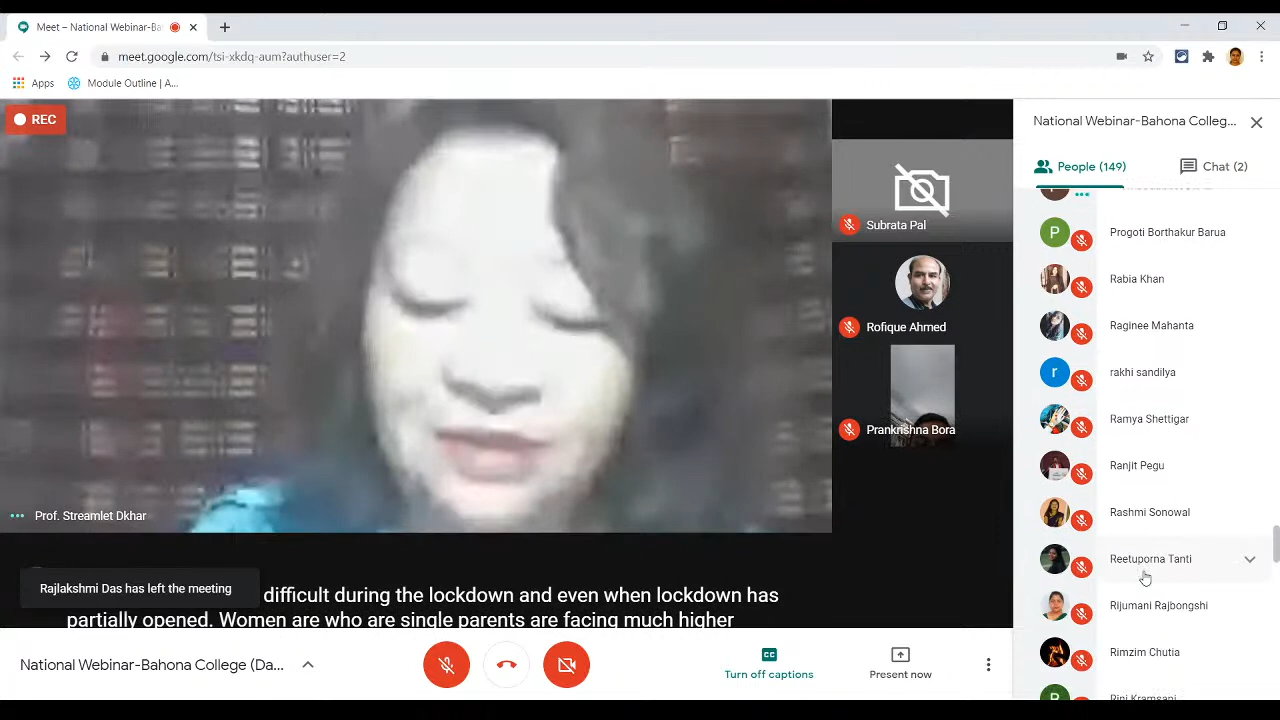 Meet – National Webinar-Ba
meet.google.com/tsi-xkdq-aum?authuser=2
Apps
Module Outline | A...
REC
National Webinar-Bahona Colleg...
People (149)
Chat (2)
Subrata Pal
Rofique Ahmed
Prankrishna Bora
P
Progoti Borthakur Barua
Rabia Khan
Raginee Mahanta
r
rakhi sandilya
Ramya Shettigar
Ranjit Pegu
Rashmi Sonowal
Reetuporna Tanti
Rijumani Rajbongshi
Rimzim Chutia
Rini Kramsani
Prof. Streamlet Dkhar
Rajlakshmi Das has left the meeting
difficult during the lockdown and even when lockdown has
partially opened. Women are who are single parents are facing much higher
National Webinar-Bahona College (Da...
CC
Turn off captions
Present now